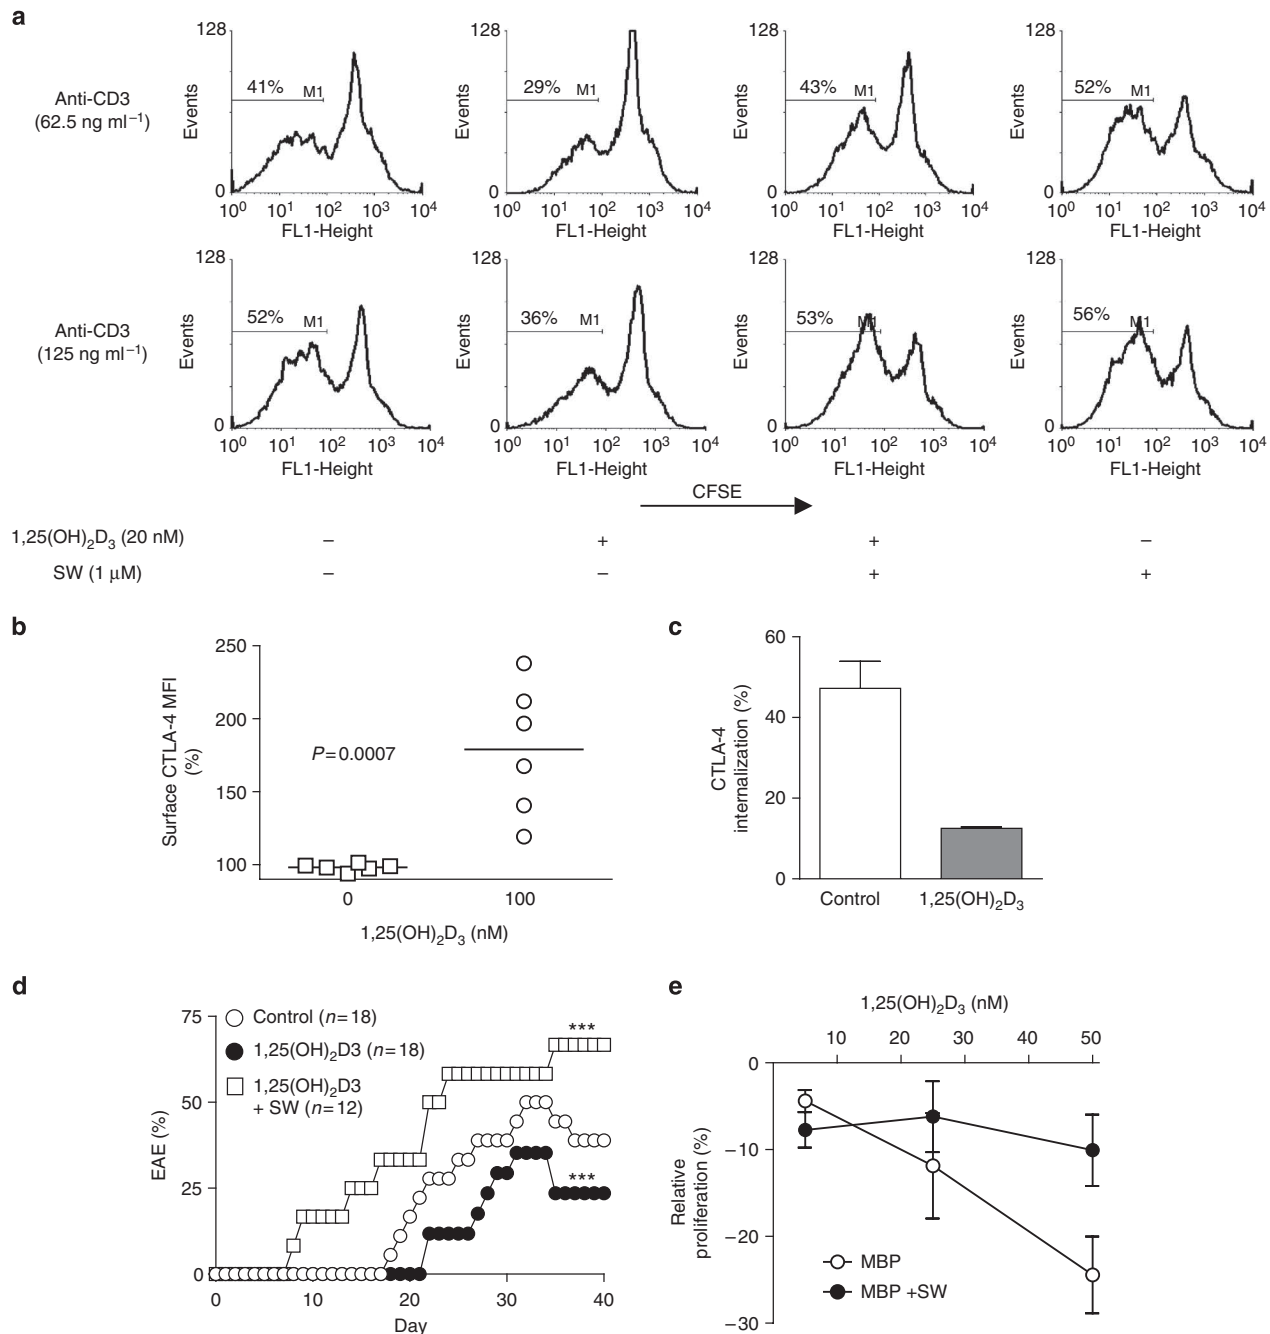 a
128 128 128 128
Anti-CD3
(62.5 ng ml⁻¹)
Events Events Events Events
41% M1 29% M1 43% M1 52% M1
0 0 0 0
10⁰ 10¹ 10² 10³ 10⁴ 10⁰ 10¹ 10² 10³ 10⁴ 10⁰ 10¹ 10² 10³ 10⁴ 10⁰ 10¹ 10² 10³ 10⁴
FL1-Height FL1-Height FL1-Height FL1-Height
128 128 128 128
Anti-CD3
(125 ng ml⁻¹)
Events Events Events Events
52% M1 36% M1 53% M1 56% M1
0 0 0 0
10⁰ 10¹ 10² 10³ 10⁴ 10⁰ 10¹ 10² 10³ 10⁴ 10⁰ 10¹ 10² 10³ 10⁴ 10⁰ 10¹ 10² 10³ 10⁴
FL1-Height FL1-Height FL1-Height FL1-Height
CFSE
1,25(OH)₂D₃ (20 nM) − + + −
SW (1 μM) − − + +
b
Surface CTLA-4 MFI
(%)
250
200
150
100
P=0.0007
0 100
1,25(OH)₂D₃ (nM)
c
CTLA-4
internalization (%)
60
40
20
0
Control 1,25(OH)₂D₃
d
EAE (%)
75
50
25
0
Control (n=18)
1,25(OH)₂D3 (n=18)
1,25(OH)₂D3
+ SW (n=12)
***
***
0 10 20 30 40
Day
e
1,25(OH)₂D₃ (nM)
10 20 30 40 50
Relative
proliferation (%)
0
−10
−20
−30
MBP
MBP +SW